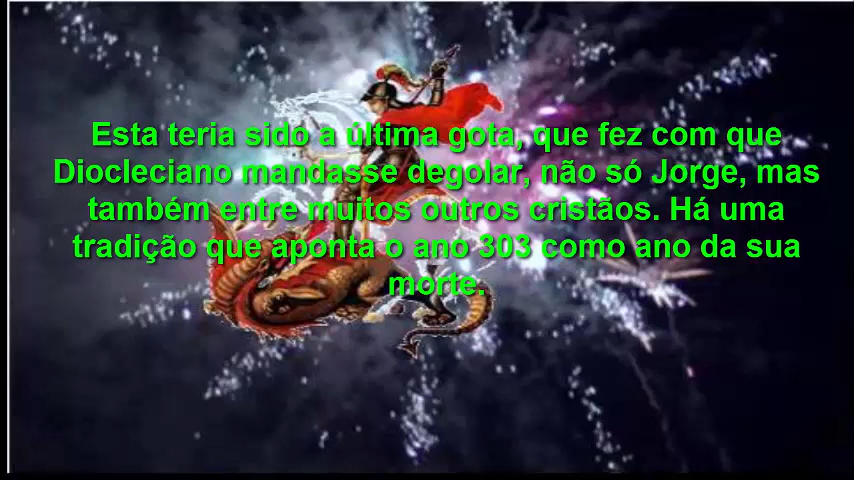 Esta teria sido a última gota, que fez com que
Diocleciano mandasse degolar, não só Jorge, mas
também entre muitos outros cristãos. Há uma
tradição que aponta o ano 303 como ano da sua
morte.